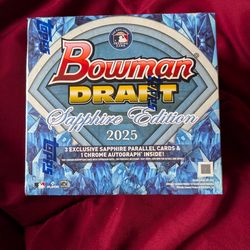 Bowman
DRAFT
Sapphire Edition
2025
3 EXCLUSIVE SAPPHIRE PARALLEL CARDS &
1 CHROME AUTOGRAPH INSIDE!